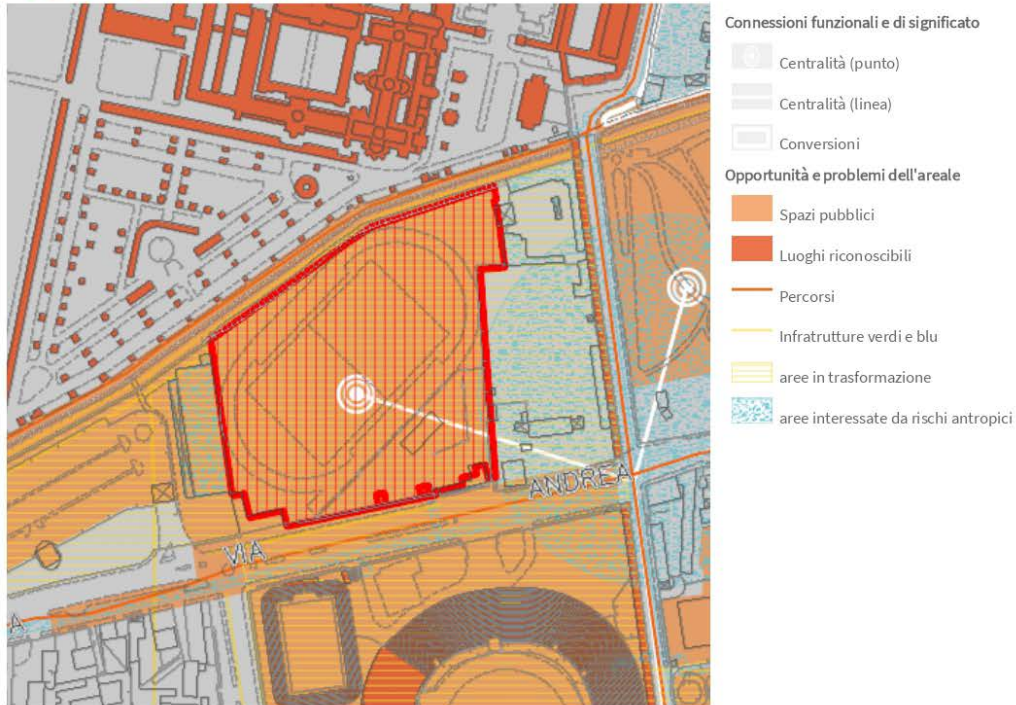 Connessioni funzionali e di significato
Centralità (punto)
Centralità (linea)
Conversioni
Opportunità e problemi dell'areale
Spazi pubblici
Luoghi riconoscibili
Percorsi
Infratrutture verdi e blu
aree in trasformazione
aree interessate da rischi antropici
ANDREA
VIA
A